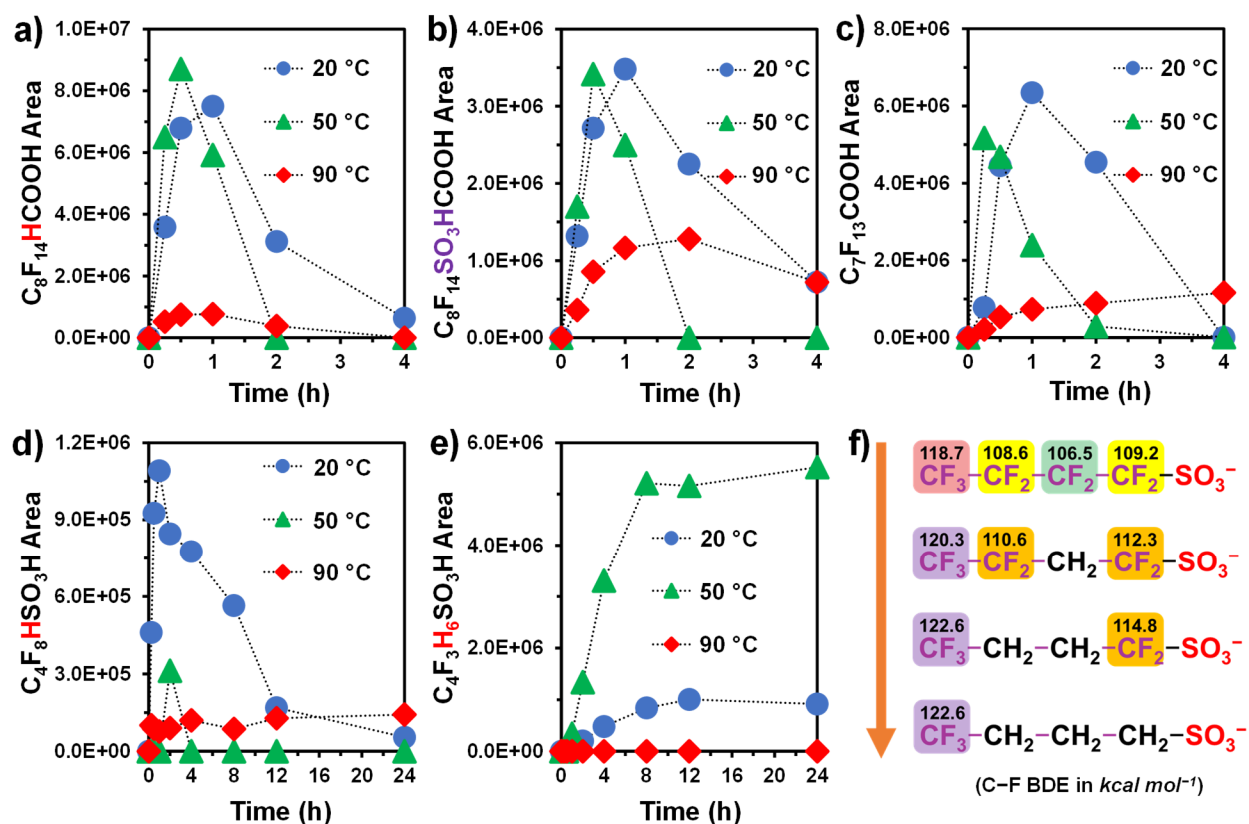 a)
C₈F₁₄HCOOH Area
1.0E+07
8.0E+06
6.0E+06
4.0E+06
2.0E+06
0.0E+00
20 °C
50 °C
90 °C
0 1 2 3 4
Time (h)
b)
C₈F₁₄SO₃HCOOH Area
4.0E+06
3.0E+06
2.0E+06
1.0E+06
0.0E+00
20 °C
50 °C
90 °C
0 1 2 3 4
Time (h)
c)
C₇F₁₃COOH Area
8.0E+06
6.0E+06
4.0E+06
2.0E+06
0.0E+00
20 °C
50 °C
90 °C
0 1 2 3 4
Time (h)
d)
C₄F₈HSO₃H Area
1.2E+06
9.0E+05
6.0E+05
3.0E+05
0.0E+00
20 °C
50 °C
90 °C
0 4 8 12 16 20 24
Time (h)
e)
C₄F₃H₆SO₃H Area
6.0E+06
4.0E+06
2.0E+06
0.0E+00
20 °C
50 °C
90 °C
0 4 8 12 16 20 24
Time (h)
f)
118.7 108.6 106.5 109.2
CF₃–CF₂–CF₂–CF₂–SO₃⁻
120.3 110.6 112.3
CF₃–CF₂–CH₂–CF₂–SO₃⁻
122.6 114.8
CF₃–CH₂–CH₂–CF₂–SO₃⁻
122.6
CF₃–CH₂–CH₂–CH₂–SO₃⁻
(C–F BDE in kcal mol⁻¹)